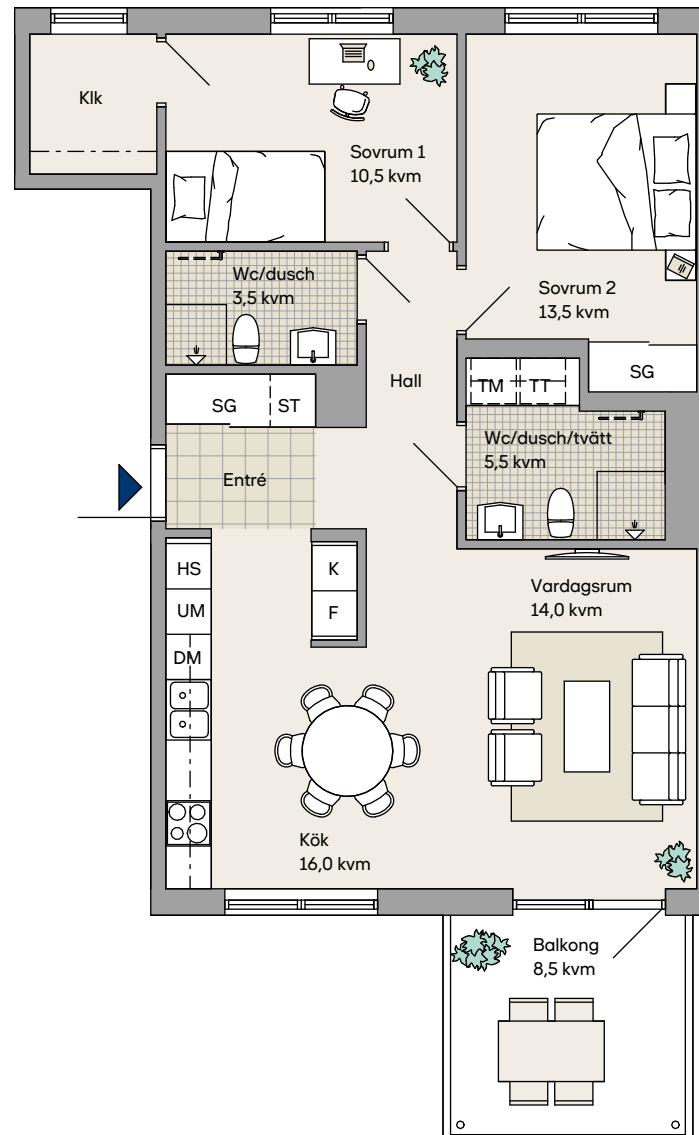 Klk
Sovrum 1
10,5 kvm
Wc/dusch
3,5 kvm
Sovrum 2
13,5 kvm
Hall
SG
TM
TT
SG
ST
Wc/dusch/tvätt
5,5 kvm
Entré
HS
K
UM
F
DM
Vardagsrum
14,0 kvm
Kök
16,0 kvm
Balkong
8,5 kvm